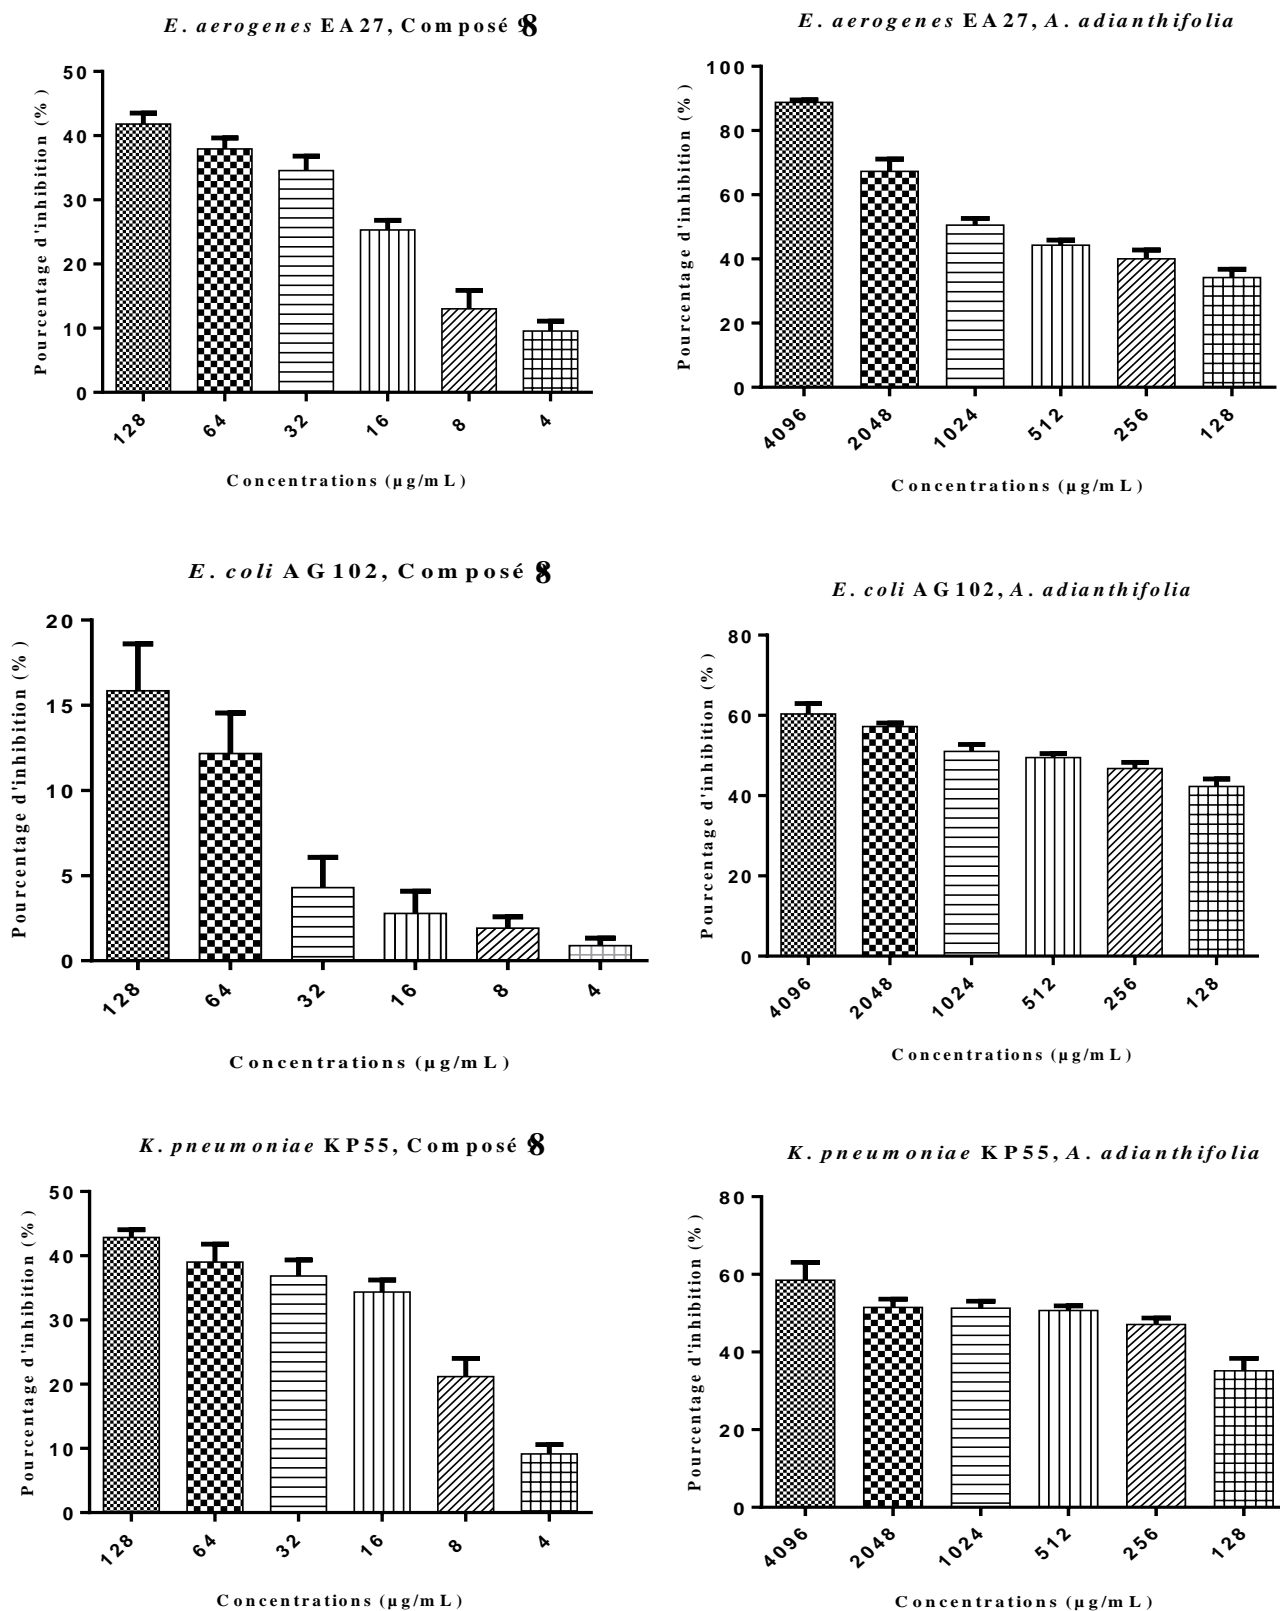 E. aerogenes EA27, Composé 8
Pourcentage d'inhibition (%)
50
40
30
20
10
0
128 64 32 16 8 4
Concentrations (µg/mL)
E. aerogenes EA27, A. adianthifolia
Pourcentage d'inhibition (%)
100
80
60
40
20
0
4096 2048 1024 512 256 128
Concentrations (µg/mL)
E. coli AG102, Composé 8
Pourcentage d'inhibition (%)
20
15
10
5
0
128 64 32 16 8 4
Concentrations (µg/mL)
E. coli AG102, A. adianthifolia
Pourcentage d'inhibition (%)
80
60
40
20
0
4096 2048 1024 512 256 128
Concentrations (µg/mL)
K. pneumoniae KP55, Composé 8
Pourcentage d'inhibition (%)
50
40
30
20
10
0
128 64 32 16 8 4
Concentrations (µg/mL)
K. pneumoniae KP55, A. adianthifolia
Pourcentage d'inhibition (%)
80
60
40
20
0
4096 2048 1024 512 256 128
Concentrations (µg/mL)